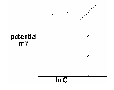 potential
m?
ln C